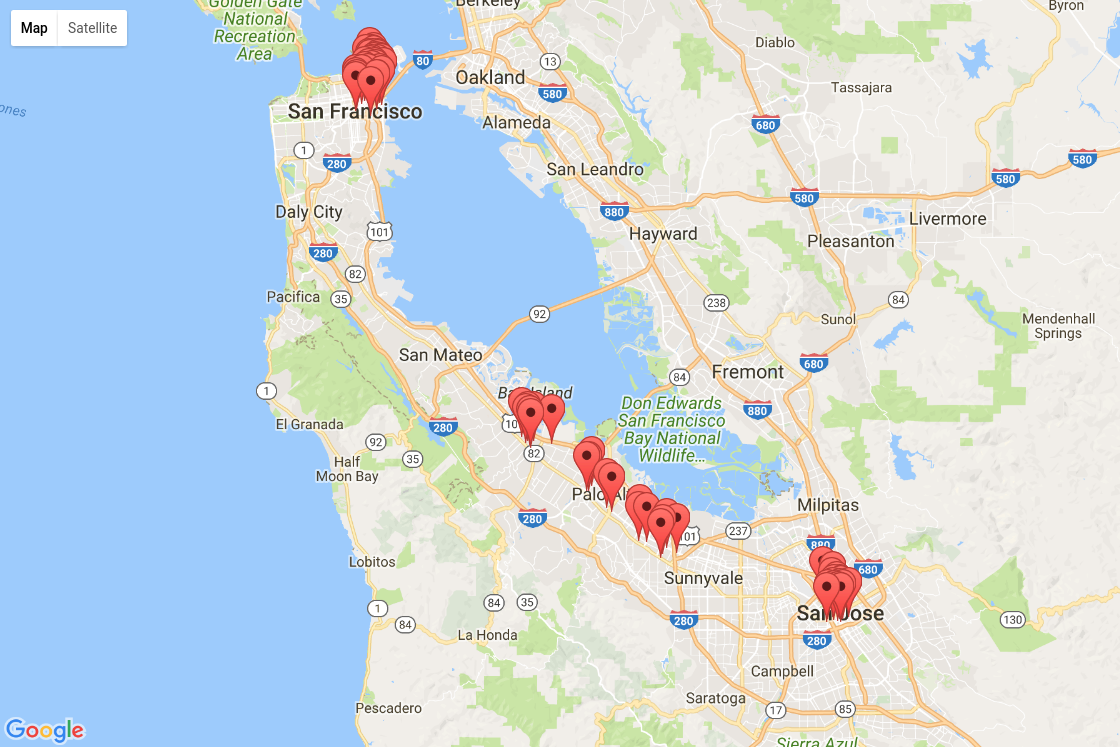 Golden Gate
National
Recreation
Area
Berkeley
Byron
Map
Satellite
80
13
Diablo
Oakland
580
Tassajara
ones
San Francisco
Alameda
680
1
280
San Leandro
580
580
580
Daly City
880
Livermore
101
Hayward
Pleasanton
280
82
Pacifica
35
238
84
92
Sunol
Mendenhall
Springs
San Mateo
680
Fremont
84
1
Don Edwards
San Francisco
Bay National
Wildlife...
880
El Granada
280
92
82
35
Half
Moon Bay
Palo Al
Milpitas
280
237
101
880
Lobitos
680
Sunnyvale
84
35
1
84
280
San Jose
130
La Honda
280
Campbell
Saratoga
Pescadero
17
85
Sierra Azul
Google